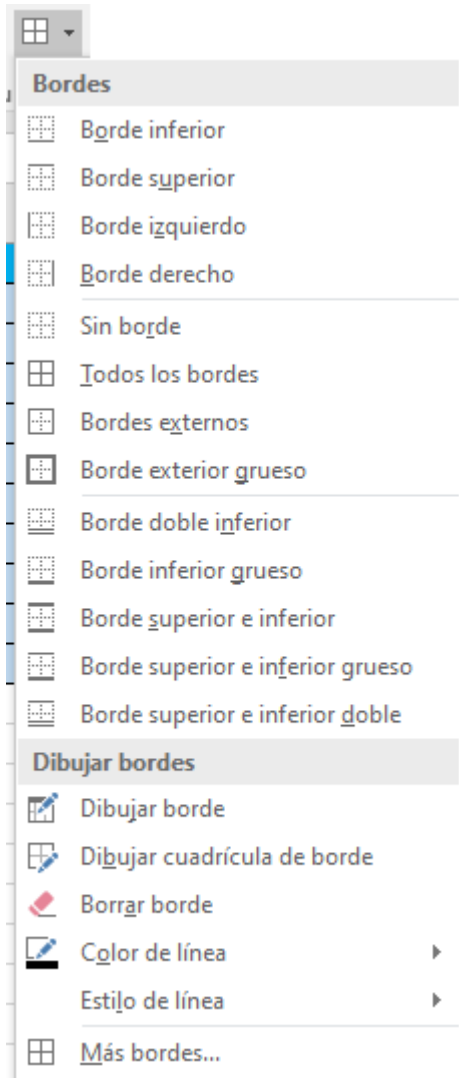 Bordes
Borde inferior
Borde superior
Borde izquierdo
Borde derecho
Sin borde
Todos los bordes
Bordes externos
Borde exterior grueso
Borde doble inferior
Borde inferior grueso
Borde superior e inferior
Borde superior e inferior grueso
Borde superior e inferior doble
Dibujar bordes
Dibujar borde
Dibujar cuadrícula de borde
Borrar borde
Color de línea
Estilo de línea
Más bordes...